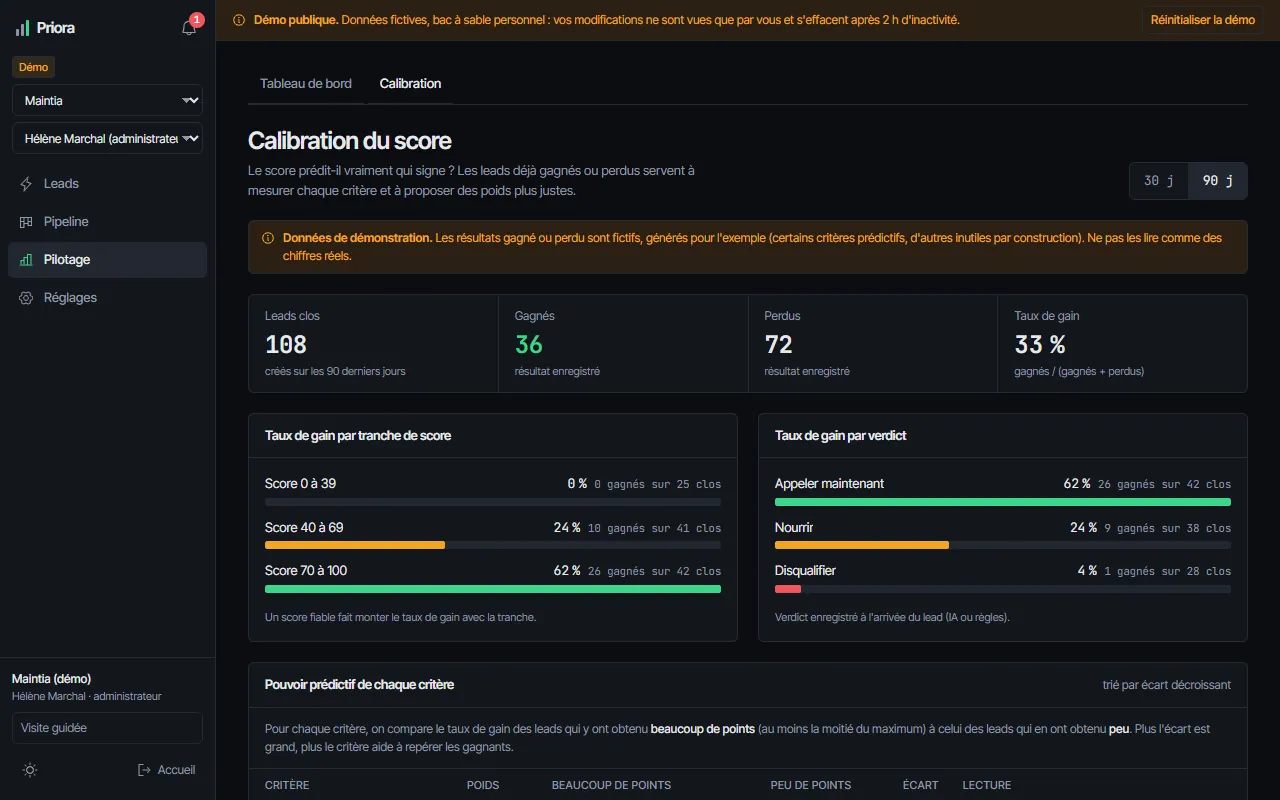 Priora
1
Démo
Maintia
Hélène Marchal (administrateu
Leads
Pipeline
Pilotage
Réglages
Maintia (démo)
Hélène Marchal · administrateur
Visite guidée
Accueil
Démo publique. Données fictives, bac à sable personnel : vos modifications ne sont vues que par vous et s'effacent après 2 h d'inactivité.
Réinitialiser la démo
Tableau de bord
Calibration
Calibration du score
Le score prédit-il vraiment qui signe ? Les leads déjà gagnés ou perdus servent à
mesurer chaque critère et à proposer des poids plus justes.
30 j
90 j
Données de démonstration. Les résultats gagné ou perdu sont fictifs, générés pour l'exemple (certains critères prédictifs, d'autres inutiles par construction). Ne pas les lire comme des
chiffres réels.
Leads clos
108
créés sur les 90 derniers jours
Gagnés
36
résultat enregistré
Perdus
72
résultat enregistré
Taux de gain
33 %
gagnés / (gagnés + perdus)
Taux de gain par tranche de score
Score 0 à 39 0 % 0 gagnés sur 25 clos
Score 40 à 69 24 % 10 gagnés sur 41 clos
Score 70 à 100 62 % 26 gagnés sur 42 clos
Un score fiable fait monter le taux de gain avec la tranche.
Taux de gain par verdict
Appeler maintenant 62 % 26 gagnés sur 42 clos
Nourrir 24 % 9 gagnés sur 38 clos
Disqualifier 4 % 1 gagnés sur 28 clos
Verdict enregistré à l'arrivée du lead (IA ou règles).
Pouvoir prédictif de chaque critère
trié par écart décroissant
Pour chaque critère, on compare le taux de gain des leads qui y ont obtenu beaucoup de points (au moins la moitié du maximum) à celui des leads qui en ont obtenu peu. Plus l'écart est
grand, plus le critère aide à repérer les gagnants.
CRITÈRE POIDS BEAUCOUP DE POINTS PEU DE POINTS ÉCART LECTURE